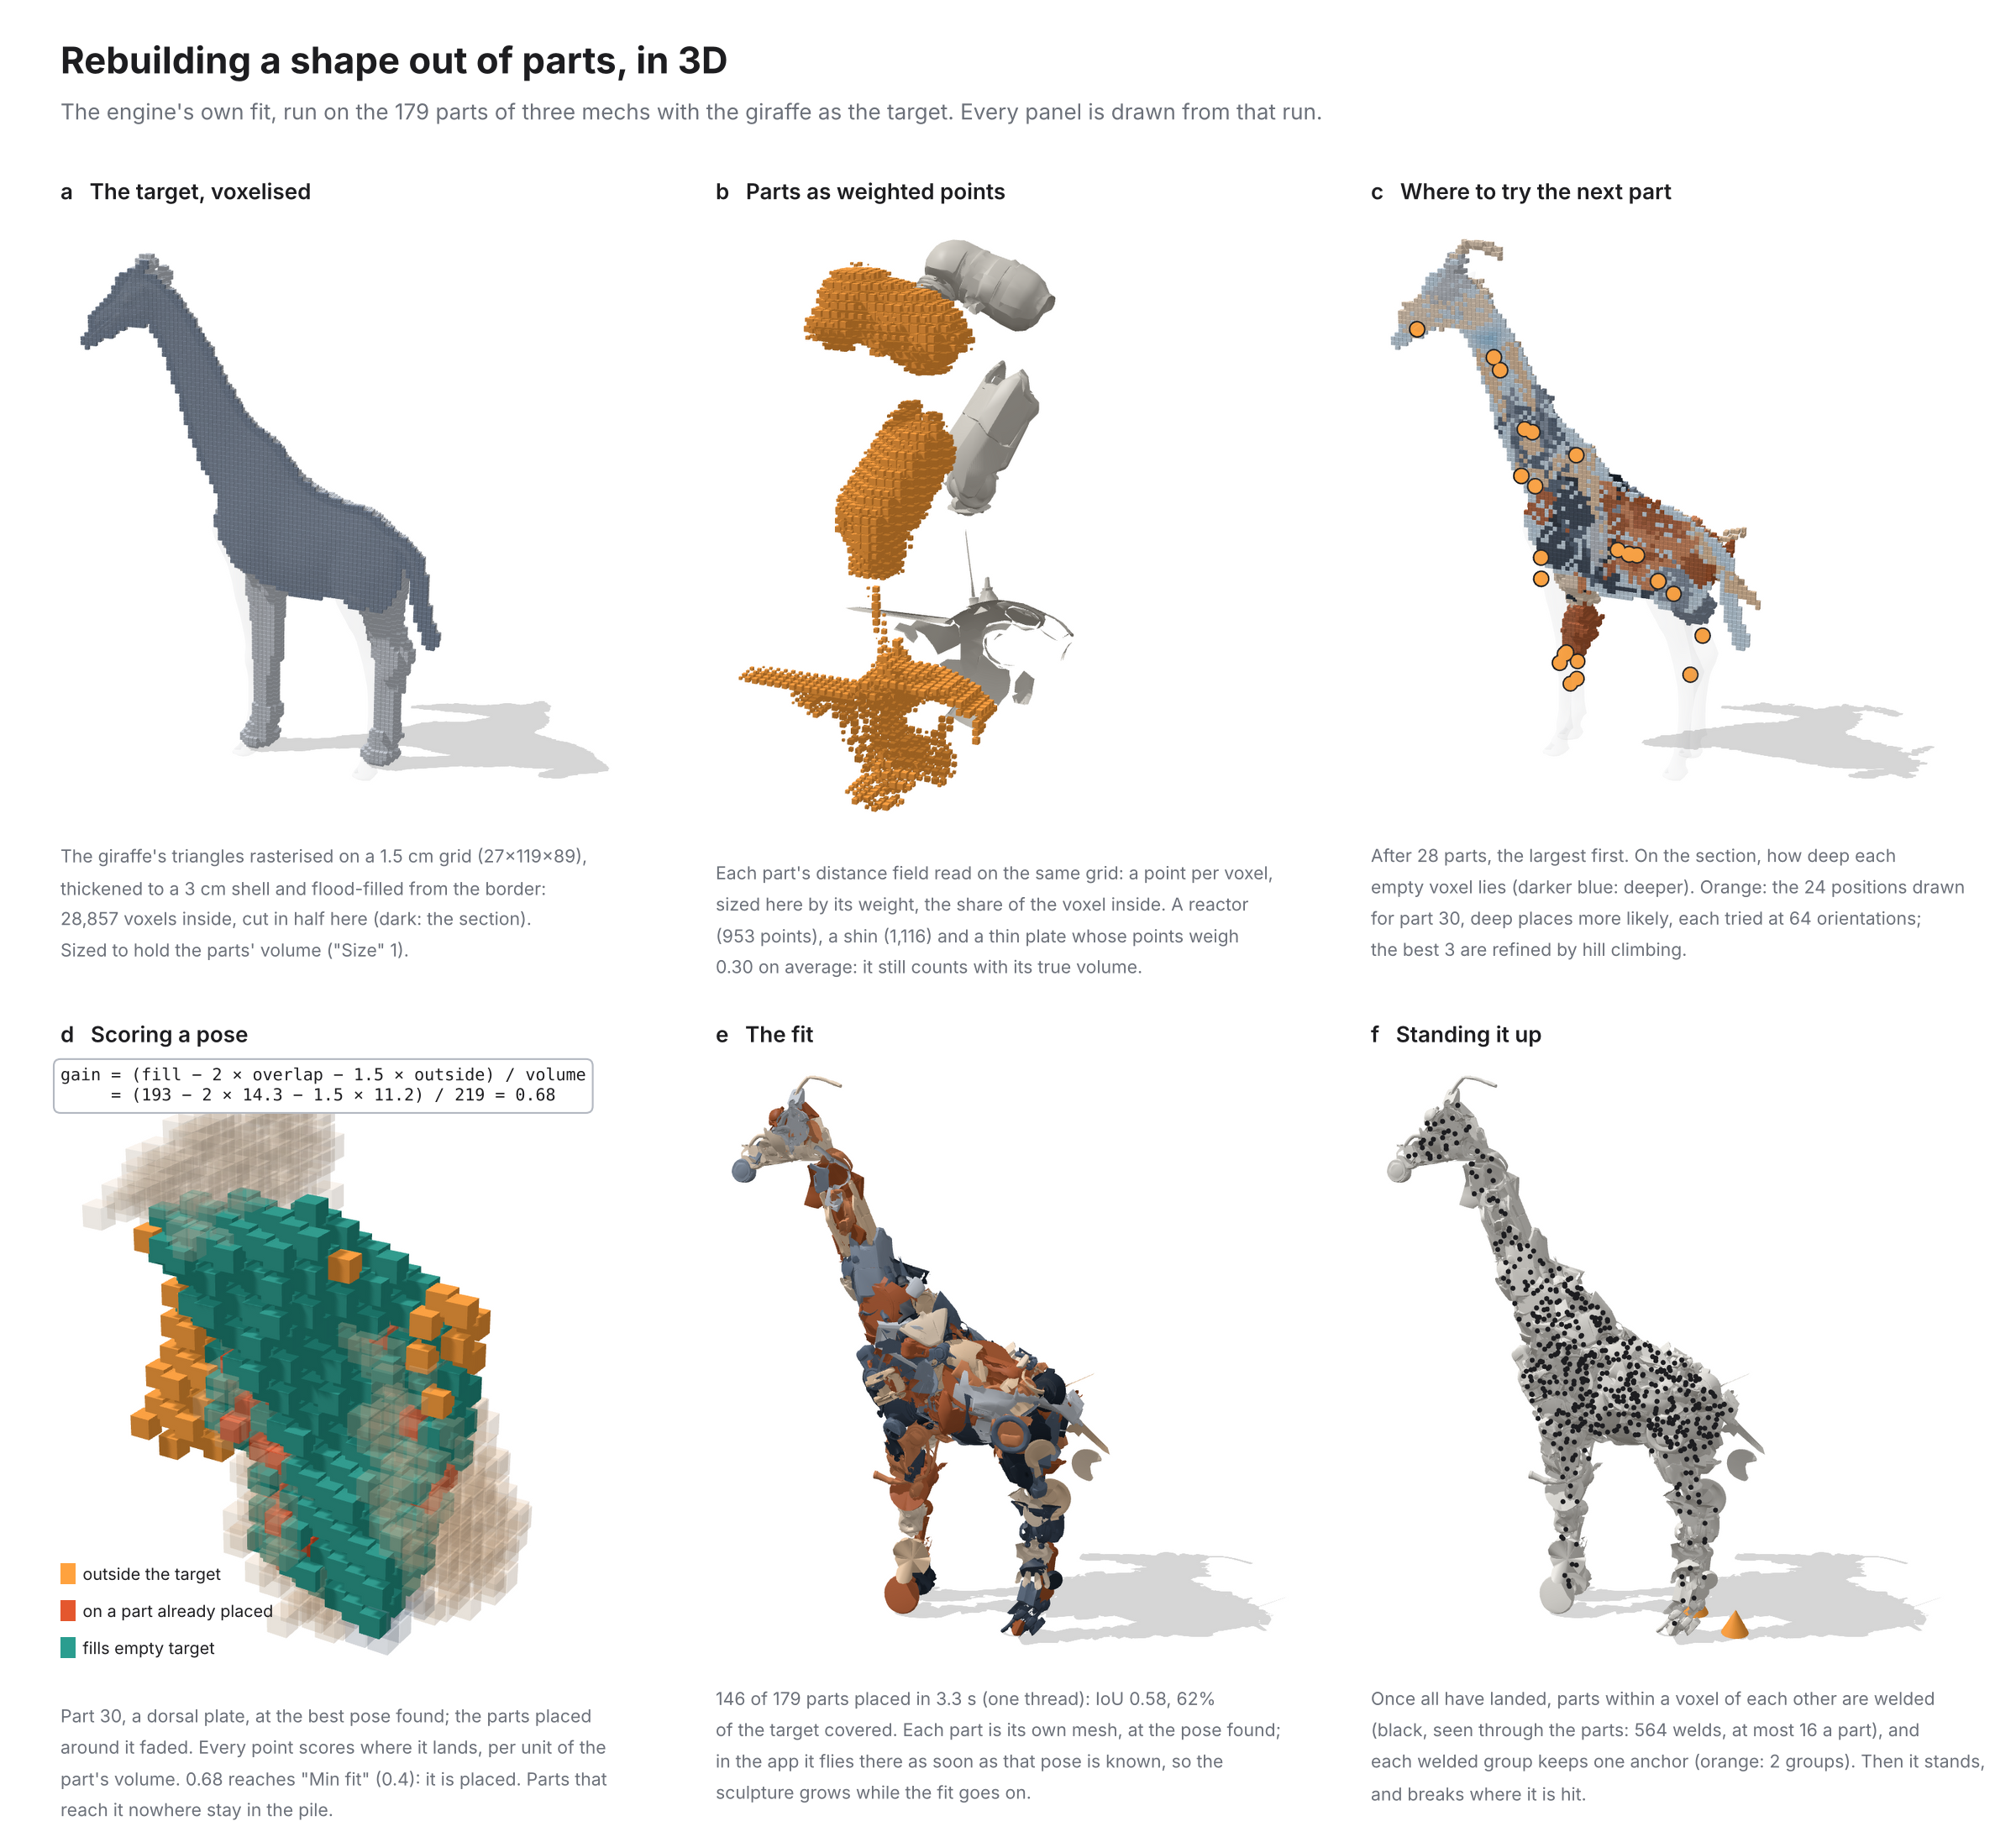 Rebuilding a shape out of parts, in 3D
The engine's own fit, run on the 179 parts of three mechs with the giraffe as the target. Every panel is drawn from that run.
a The target, voxelised
The giraffe's triangles rasterised on a 1.5 cm grid (27×119×89),
thickened to a 3 cm shell and flood-filled from the border:
28,857 voxels inside, cut in half here (dark: the section).
Sized to hold the parts' volume ("Size" 1).
b Parts as weighted points
Each part's distance field read on the same grid: a point per voxel,
sized here by its weight, the share of the voxel inside. A reactor
(953 points), a shin (1,116) and a thin plate whose points weigh
0.30 on average: it still counts with its true volume.
c Where to try the next part
After 28 parts, the largest first. On the section, how deep each
empty voxel lies (darker blue: deeper). Orange: the 24 positions drawn
for part 30, deep places more likely, each tried at 64 orientations;
the best 3 are refined by hill climbing.
d Scoring a pose
gain = (fill − 2 × overlap − 1.5 × outside) / volume
= (193 − 2 × 14.3 − 1.5 × 11.2) / 219 = 0.68
outside the target
on a part already placed
fills empty target
Part 30, a dorsal plate, at the best pose found; the parts placed
around it faded. Every point scores where it lands, per unit of the
part's volume. 0.68 reaches "Min fit" (0.4): it is placed. Parts that
reach it nowhere stay in the pile.
e The fit
146 of 179 parts placed in 3.3 s (one thread): IoU 0.58, 62%
of the target covered. Each part is its own mesh, at the pose found;
in the app it flies there as soon as that pose is known, so the
sculpture grows while the fit goes on.
f Standing it up
Once all have landed, parts within a voxel of each other are welded
(black, seen through the parts: 564 welds, at most 16 a part), and
each welded group keeps one anchor (orange: 2 groups). Then it stands,
and breaks where it is hit.